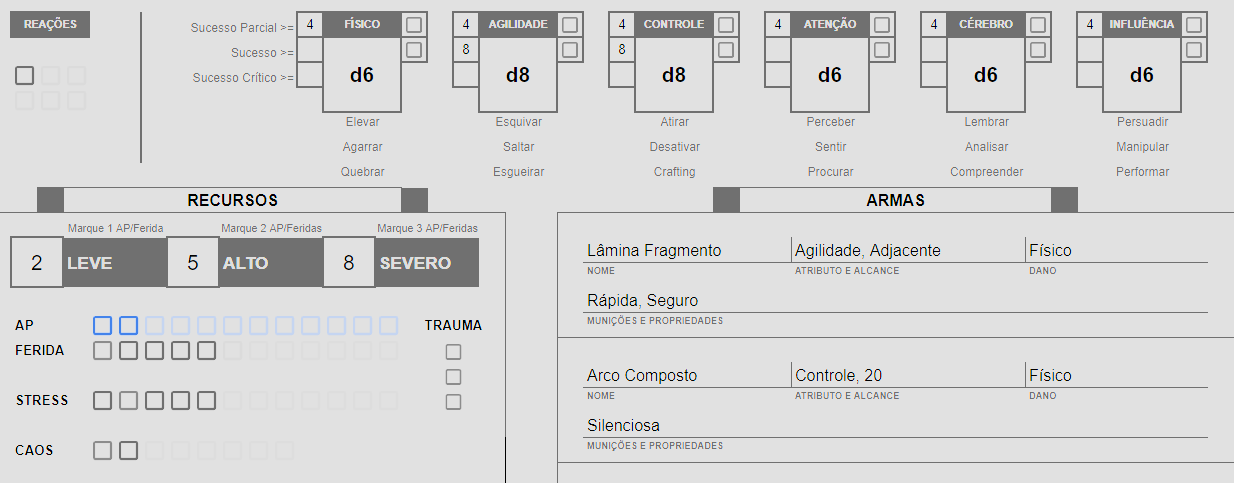 REAÇÕES
Sucesso Parcial >= 4 FÍSICO 4 AGILIDADE 4 CONTROLE 4 ATENÇÃO 4 CÉREBRO 4 INFLUÊNCIA
Sucesso >= 8 8
Sucesso Crítico >= d6 d8 d8 d6 d6 d6
Elevar Esquivar Atirar Perceber Lembrar Persuadir
Agarrar Saltar Desativar Sentir Analisar Manipular
Quebrar Esgueirar Crafting Procurar Compreender Performar
RECURSOS
Marque 1 AP/Ferida Marque 2 AP/Feridas Marque 3 AP/Feridas
2 LEVE 5 ALTO 8 SEVERO
AP TRAUMA
FERIDA
STRESS
CAOS
ARMAS
Lâmina Fragmento Agilidade, Adjacente Físico
NOME ATRIBUTO E ALCANCE DANO
Rápida, Seguro
MUNIÇÕES E PROPRIEDADES
Arco Composto Controle, 20 Físico
NOME ATRIBUTO E ALCANCE DANO
Silenciosa
MUNIÇÕES E PROPRIEDADES